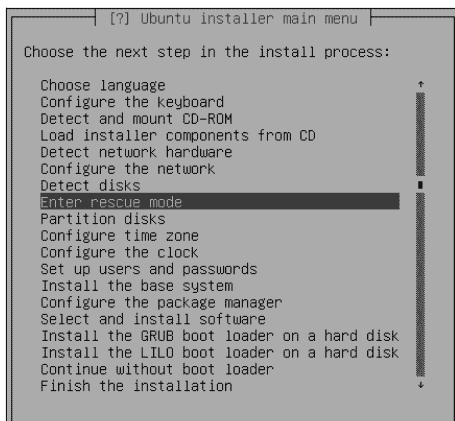 [?] Ubuntu installer main menu
Choose the next step in the install process:
Choose language
Configure the keyboard
Detect and mount CD-ROM
Load installer components from CD
Detect network hardware
Configure the network
Detect disks
Enter rescue mode
Partition disks
Configure time zone
Configure the clock
Set up users and passwords
Install the base system
Configure the package manager
Select and install software
Install the GRUB boot loader on a hard disk
Install the LILO boot loader on a hard disk
Continue without boot loader
Finish the installation